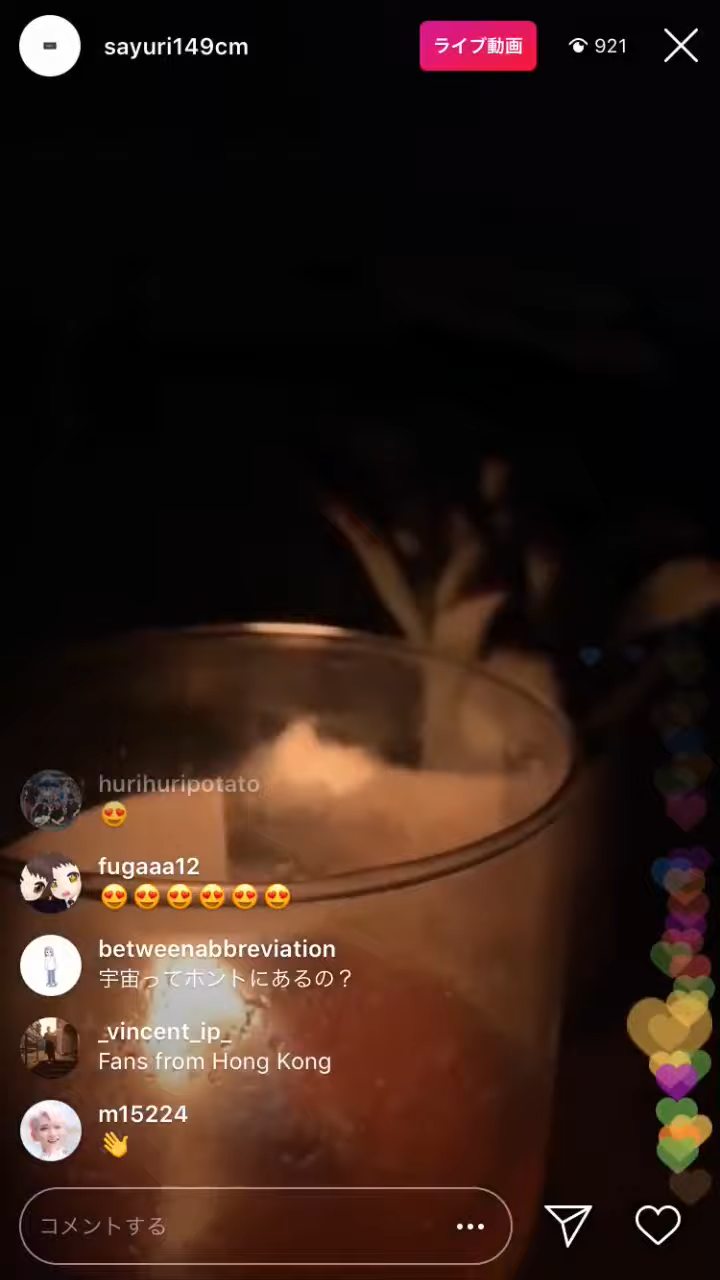 sayuri149cm
ライブ動画
921
hurihuripotato
😍
fugaaa12
😍😍😍😍😍😍
betweenabbreviation
宇宙ってホントにあるの？
_vincent_ip_
Fans from Hong Kong
m15224
👋
コメントする